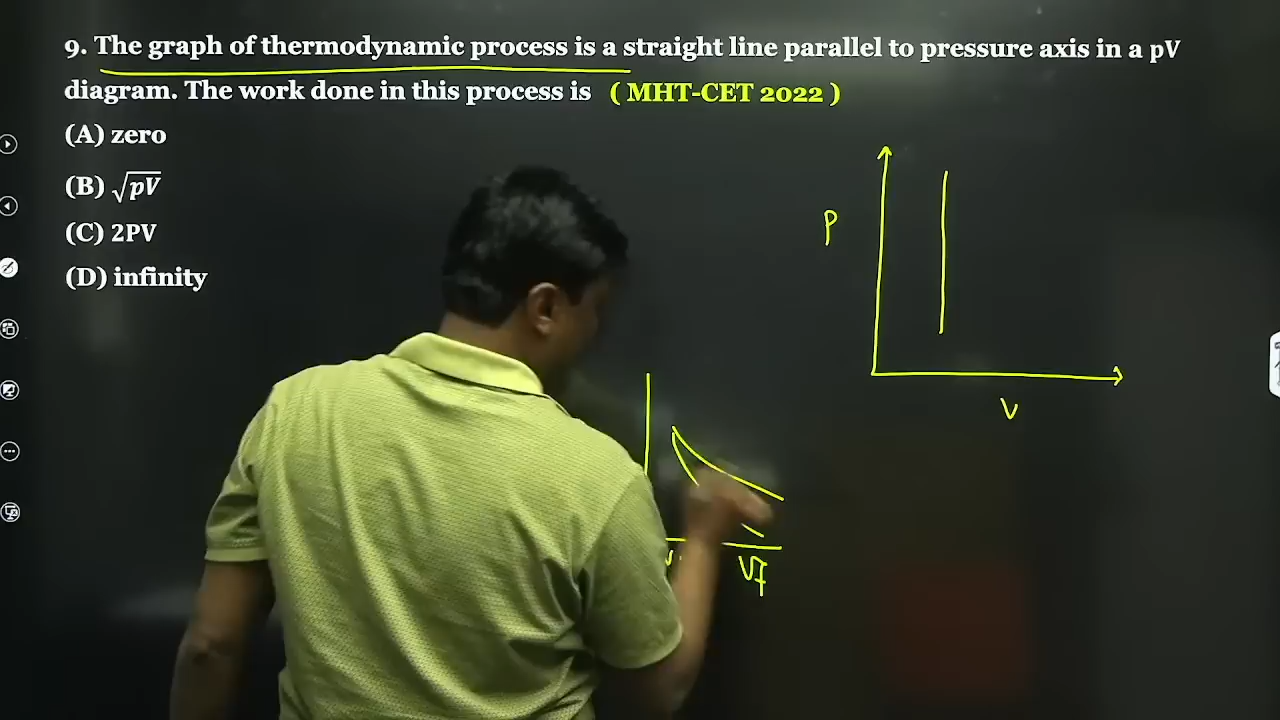 9. The graph of thermodynamic process is a straight line parallel to pressure axis in a pV
diagram. The work done in this process is ( MHT-CET 2022 )
(A) zero
(B) √pV
(C) 2PV
(D) infinity
P
V
Vf